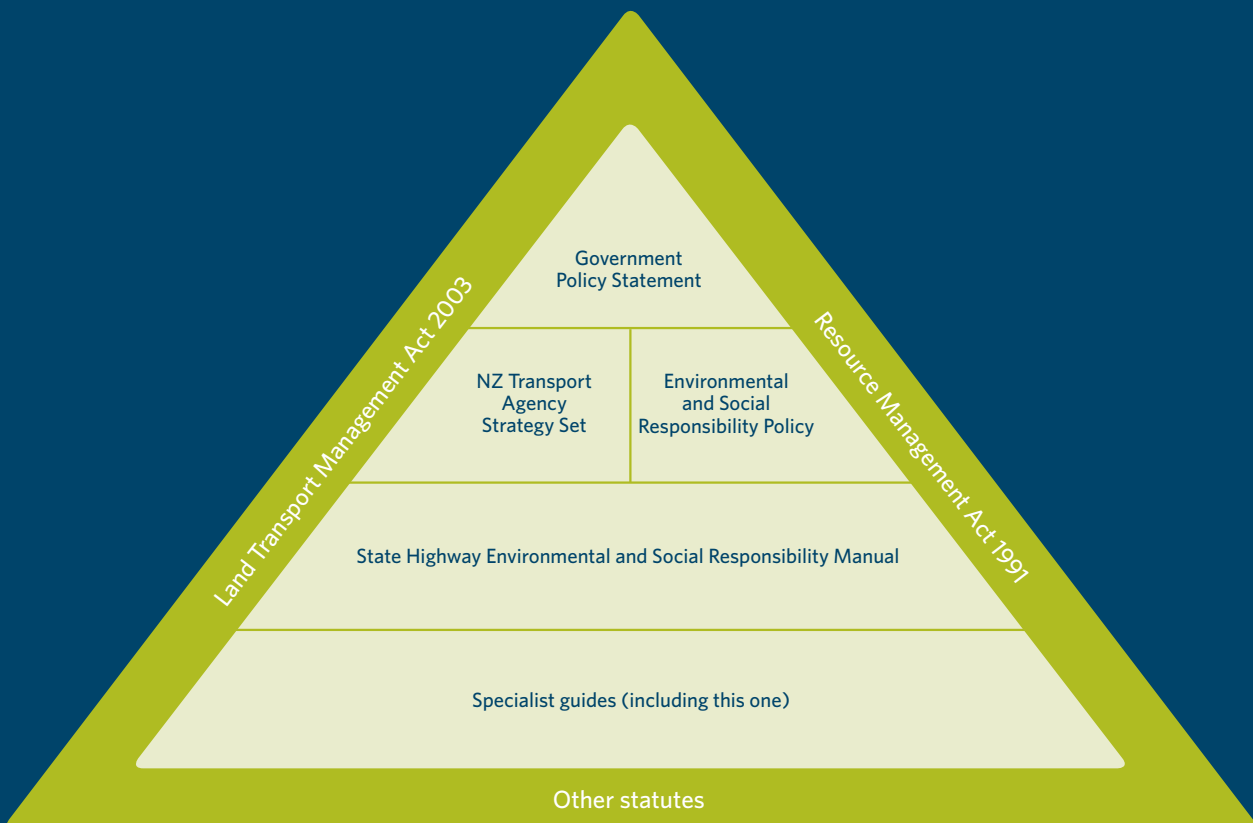 Government
Policy Statement
Land Transport Management Act 2003
Resource Management Act 1991
NZ Transport
Agency
Strategy Set
Environmental
and Social
Responsibility Policy
State Highway Environmental and Social Responsibility Manual
Specialist guides (including this one)
Other statutes